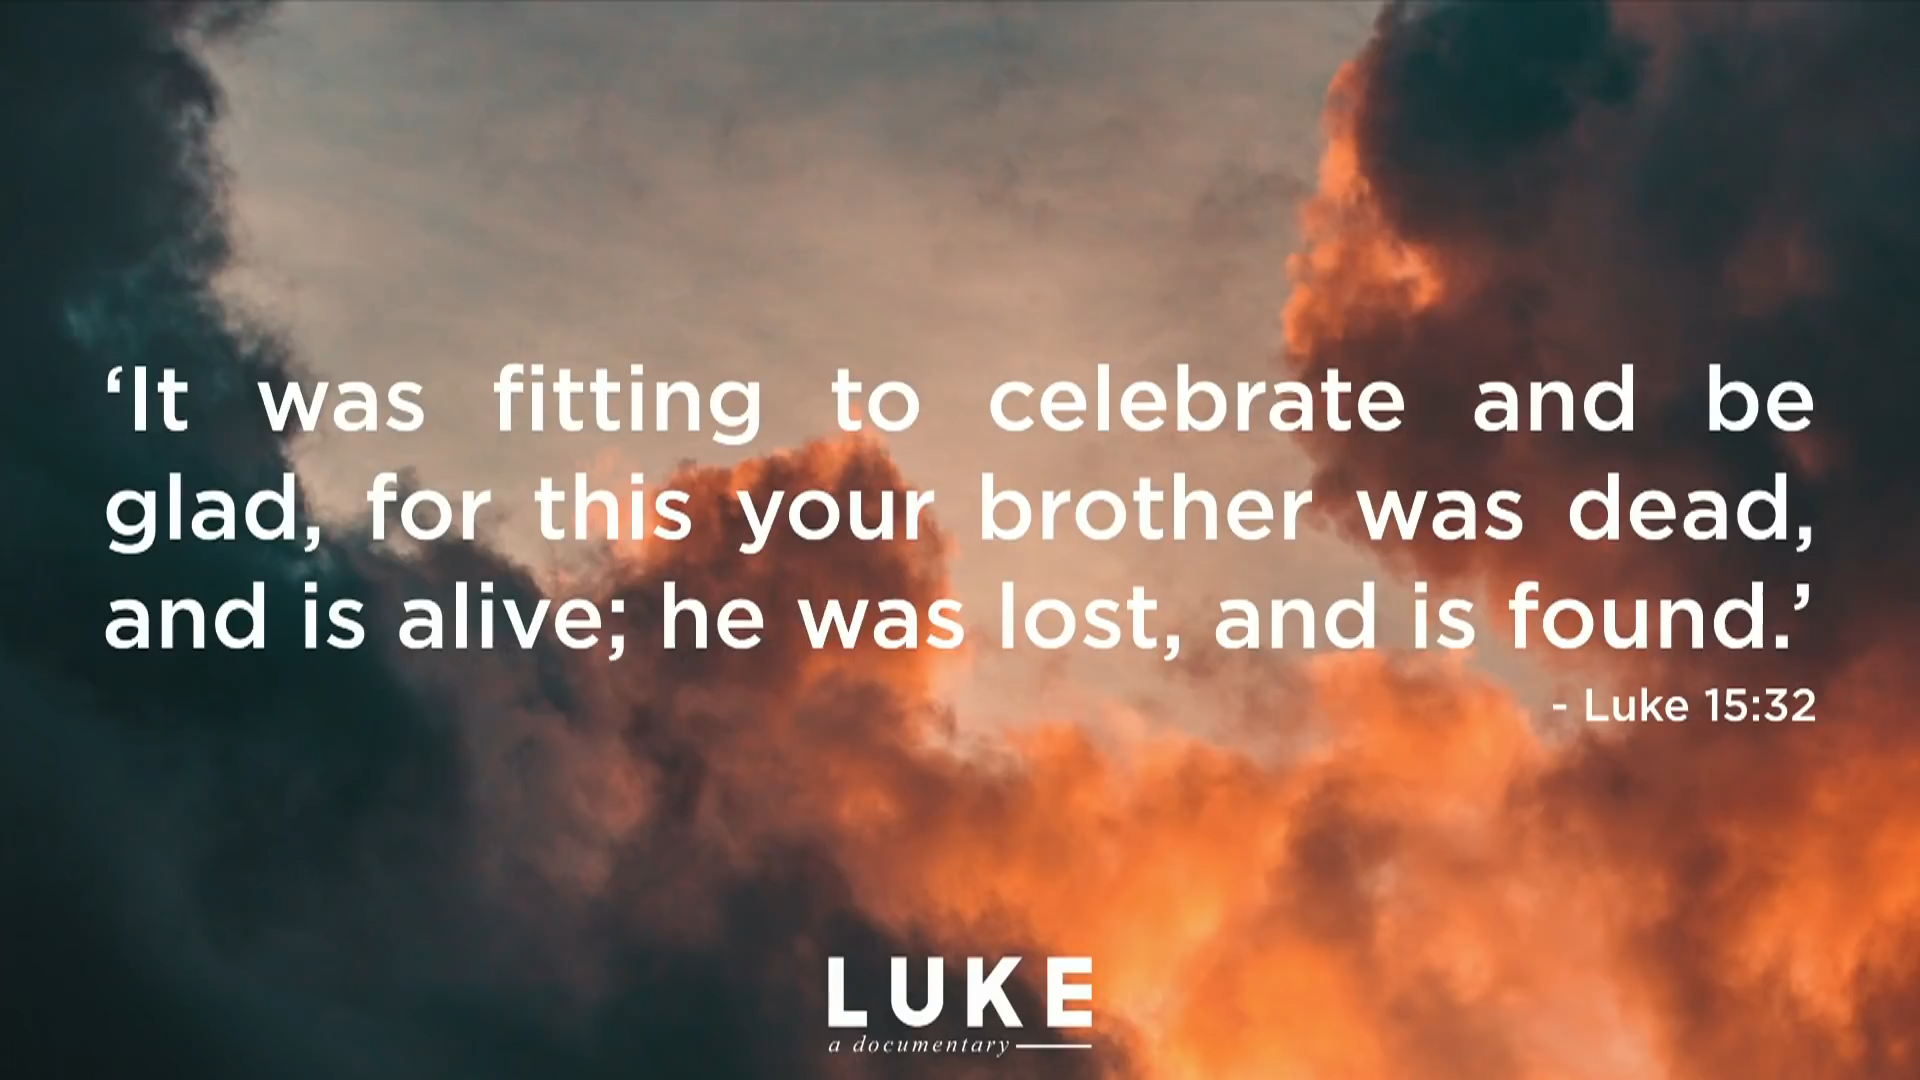 ‘It was fitting to celebrate and be
glad, for this your brother was dead,
and is alive; he was lost, and is found.’
- Luke 15:32
LUKE
a documentary